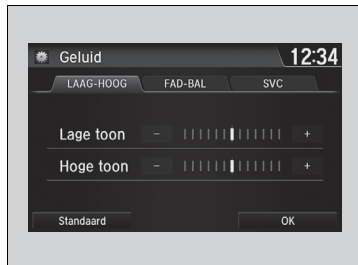 Geluid 12:34
LAAG-HOOG FAD-BAL SVC
Lage toon - +
Hoge toon - +
Standaard OK